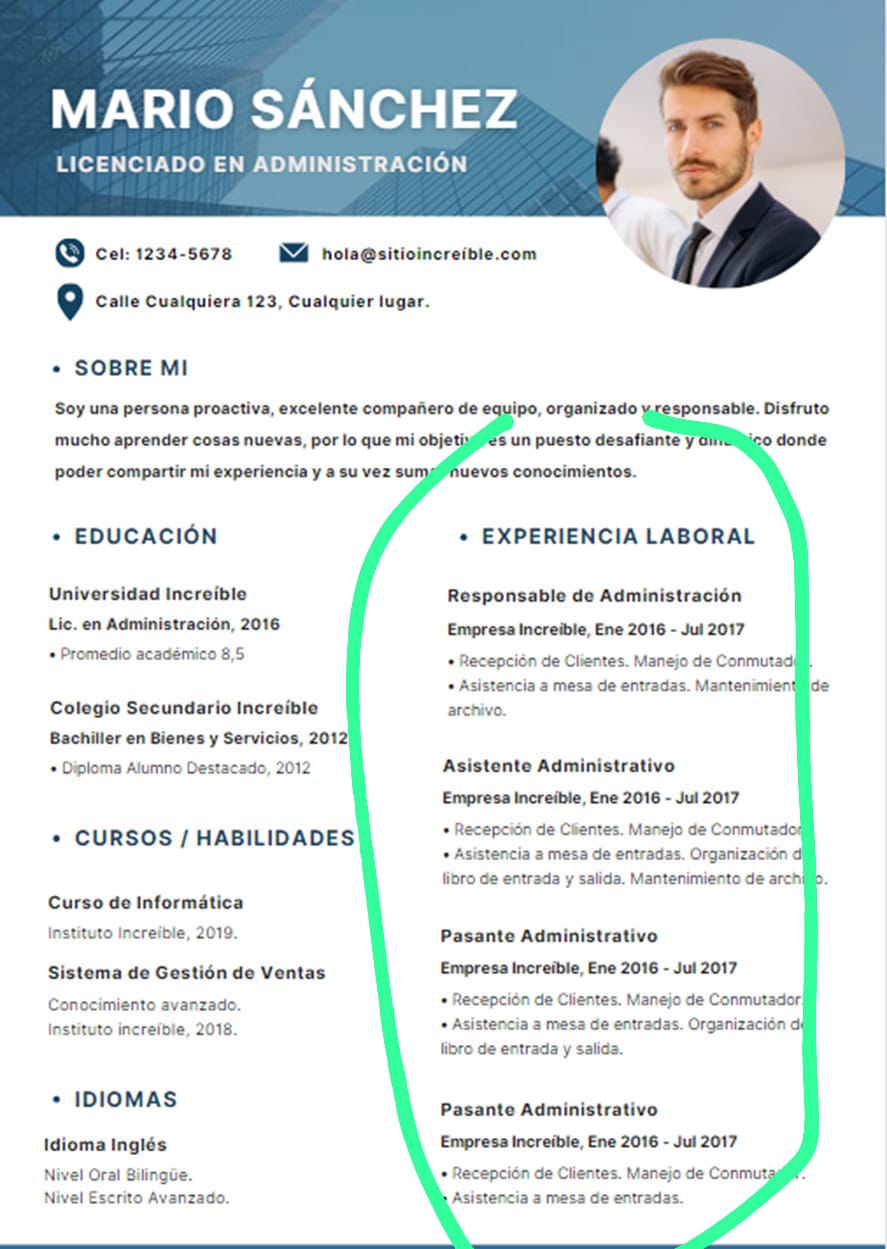 MARIO SÁNCHEZ
LICENCIADO EN ADMINISTRACIÓN
Cel: 1234-5678
hola@sitioincreíble.com
Calle Cualquiera 123, Cualquier lugar.
• SOBRE MI
Soy una persona proactiva, excelente compañero de equipo, organizado y responsable. Disfruto
mucho aprender cosas nuevas, por lo que mi objetivo es un puesto desafiante y dinámico donde
poder compartir mi experiencia y a su vez sumar nuevos conocimientos.
• EDUCACIÓN
Universidad Increíble
Lic. en Administración, 2016
• Promedio académico 8,5
Colegio Secundario Increíble
Bachiller en Bienes y Servicios, 2012
• Diploma Alumno Destacado, 2012
• CURSOS / HABILIDADES
Curso de Informática
Instituto Increíble, 2019.
Sistema de Gestión de Ventas
Conocimiento avanzado.
Instituto increíble, 2018.
• IDIOMAS
Idioma Inglés
Nivel Oral Bilingüe.
Nivel Escrito Avanzado.
• EXPERIENCIA LABORAL
Responsable de Administración
Empresa Increíble, Ene 2016 - Jul 2017
• Recepción de Clientes. Manejo de Conmutador.
• Asistencia a mesa de entradas. Mantenimiento de
archivo.
Asistente Administrativo
Empresa Increíble, Ene 2016 - Jul 2017
• Recepción de Clientes. Manejo de Conmutador
• Asistencia a mesa de entradas. Organización de
libro de entrada y salida. Mantenimiento de archivo.
Pasante Administrativo
Empresa Increíble, Ene 2016 - Jul 2017
• Recepción de Clientes. Manejo de Conmutador.
• Asistencia a mesa de entradas. Organización de
libro de entrada y salida.
Pasante Administrativo
Empresa Increíble, Ene 2016 - Jul 2017
• Recepción de Clientes. Manejo de Conmutador.
• Asistencia a mesa de entradas.